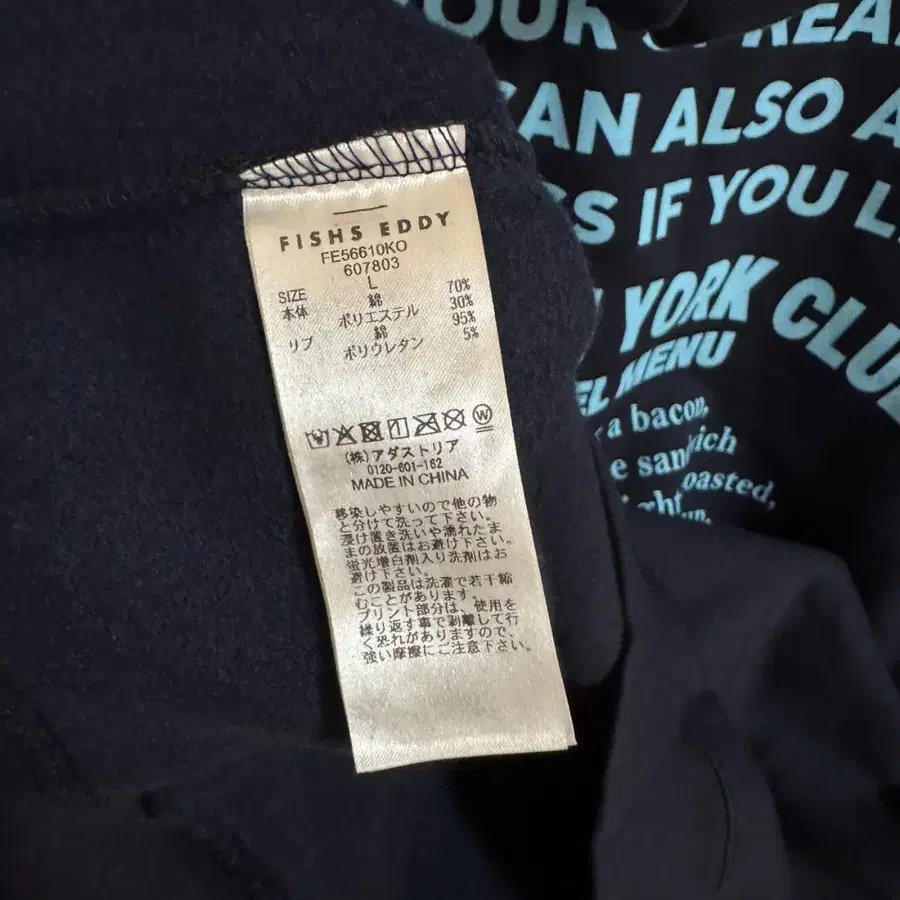 FISHS EDDY
FE56610KO
607803
SIZE L
本体 綿 70%
ポリエステル 30%
リブ 綿 95%
ポリウレタン 5%
W
(株)アダストリア
0120-601-162
MADE IN CHINA
移染しやすいので他の物
と分けて洗って下さい。
浸け置き洗いや濡れたま
まの放置はお避け下さい。
蛍光増白剤入り洗剤はお
避け下さい。
この製品は洗濯で若干縮
むことがあります。
プリント部分は、使用を
繰り返す事で剥離して行
く恐れがありますので、
強い摩擦にご注意下さい。
OUR
AN ALSO A
IF YOU L
YORK CLU
MENU
a bacon,
e sandwich
oasted,